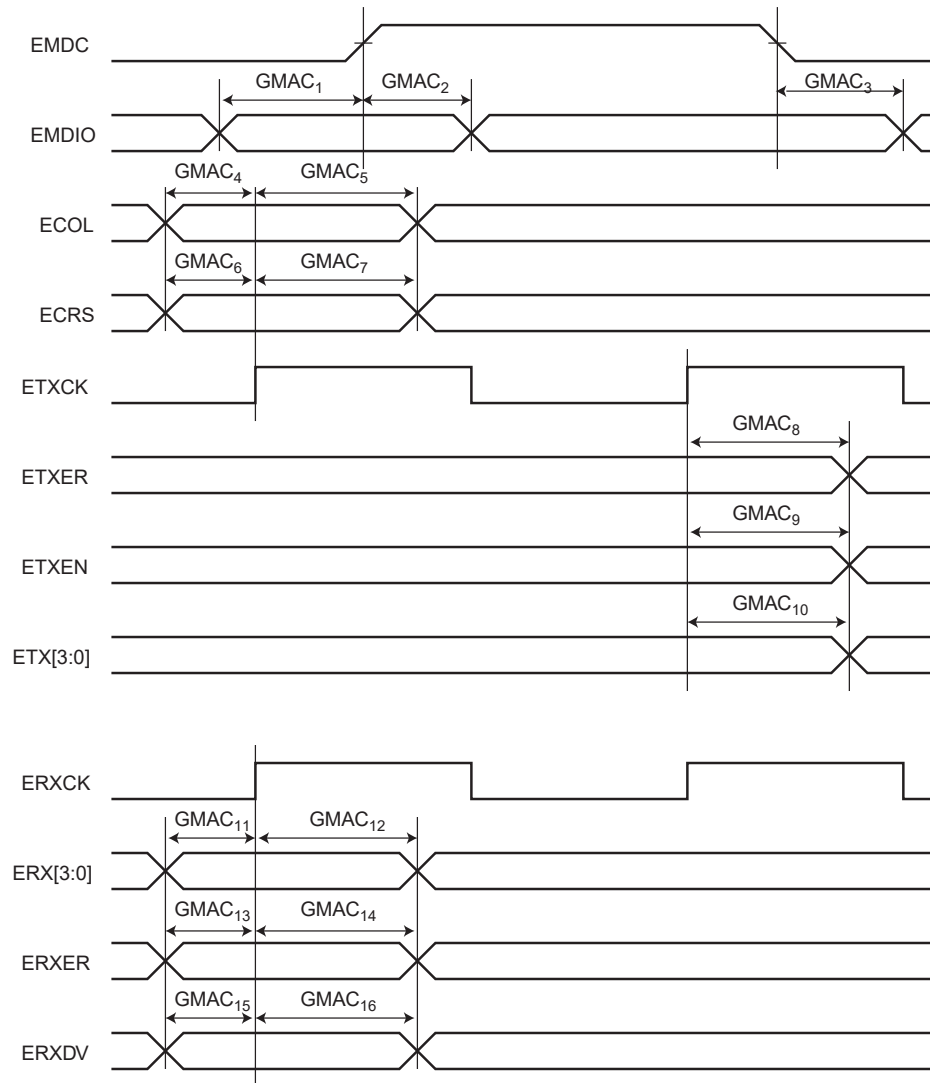 EMDC
GMAC₁ GMAC₂ GMAC₃
EMDIO
GMAC₄ GMAC₅
ECOL
GMAC₆ GMAC₇
ECRS
ETXCK
GMAC₈
ETXER
GMAC₉
ETXEN
GMAC₁₀
ETX[3:0]
ERXCK
GMAC₁₁ GMAC₁₂
ERX[3:0]
GMAC₁₃ GMAC₁₄
ERXER
GMAC₁₅ GMAC₁₆
ERXDV